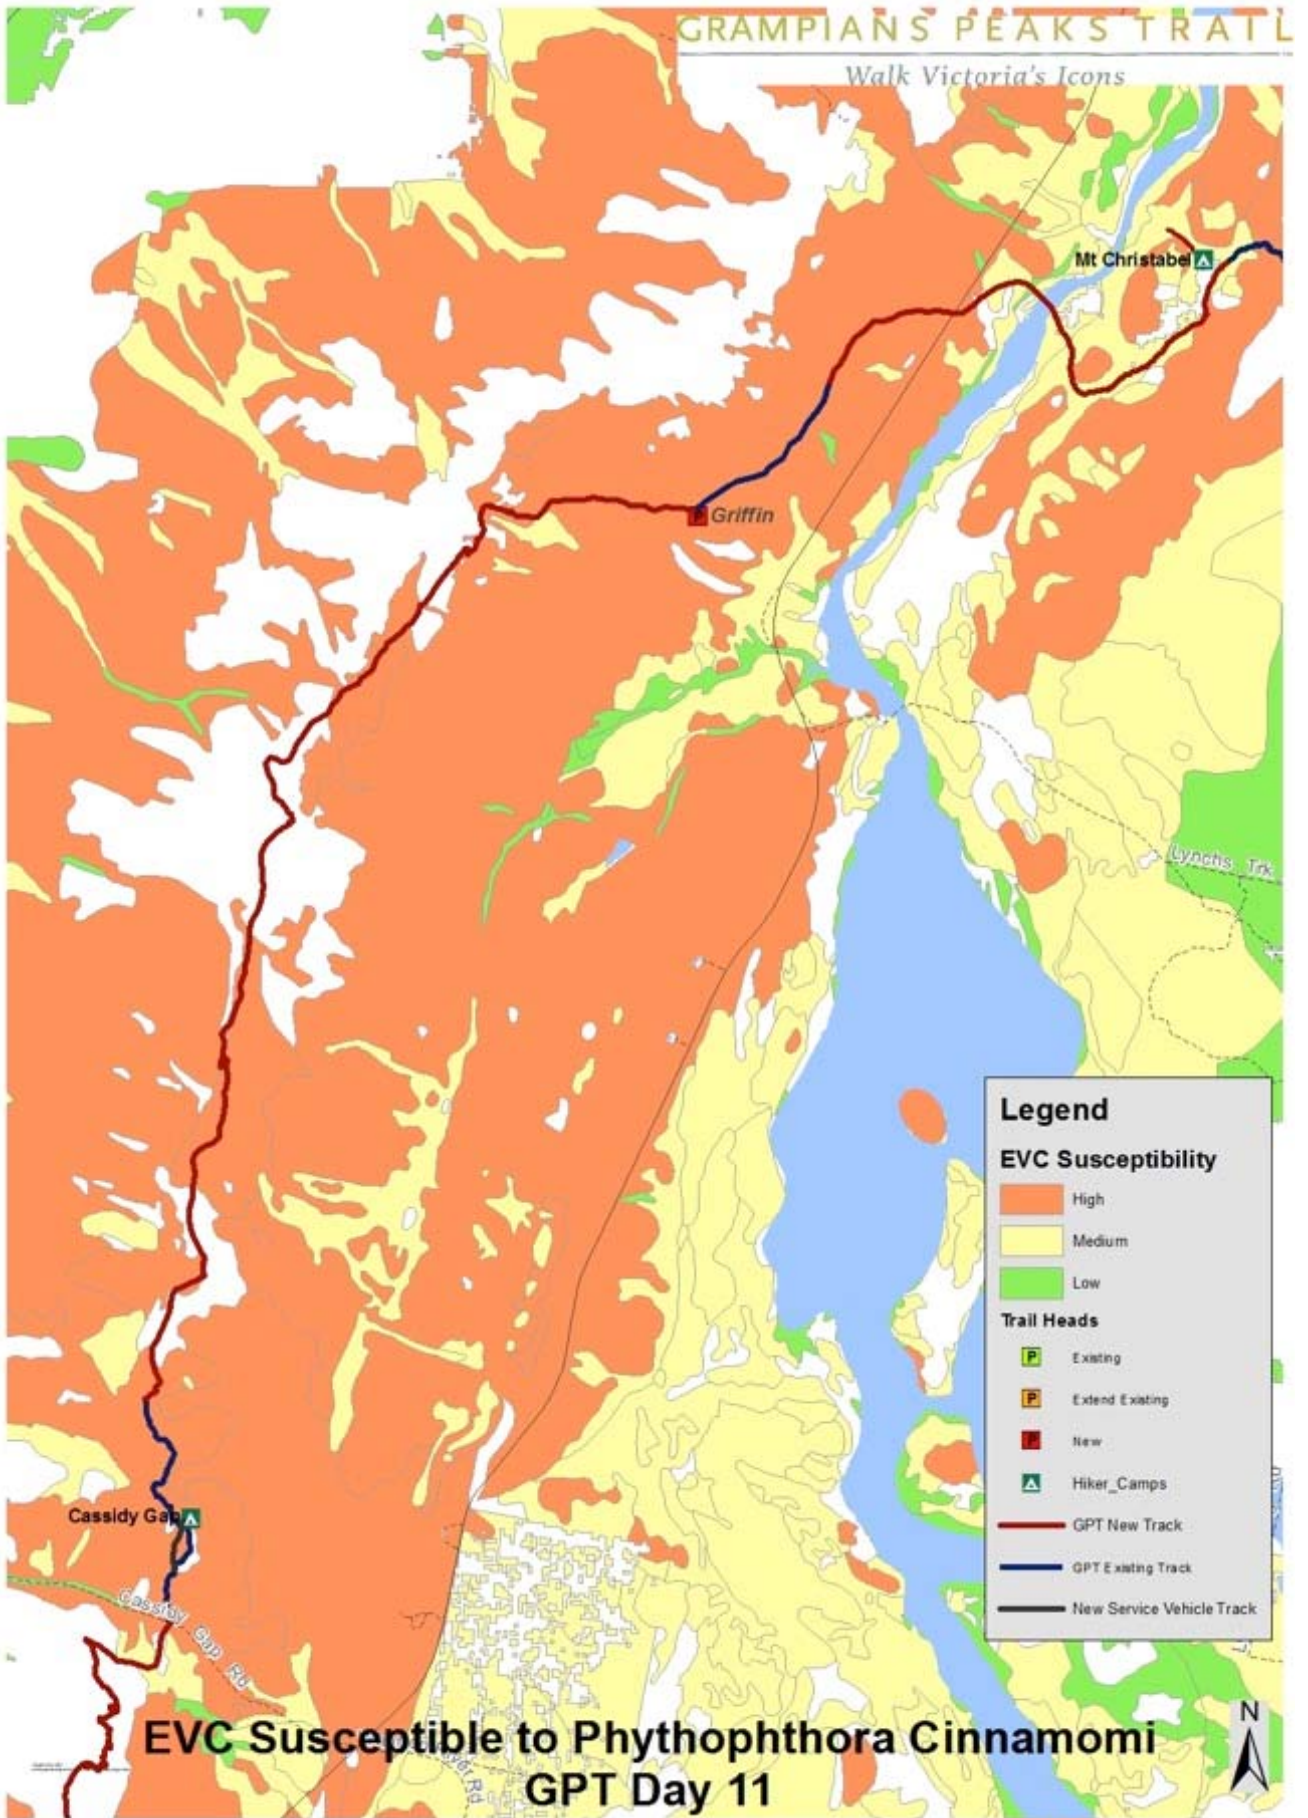 GRAMPIANS PEAKS TRAIL
Walk Victoria's Icons
Mt Christabel
P Griffin
Lynchs Trk
Legend
EVC Susceptibility
High
Medium
Low
Trail Heads
P Existing
P Extend Existing
P New
Hiker_Camps
GPT New Track
GPT Existing Track
New Service Vehicle Track
Cassidy Gap
Cassidy Gap Rd
N
EVC Susceptible to Phythophthora Cinnamomi
GPT Day 11
Rd